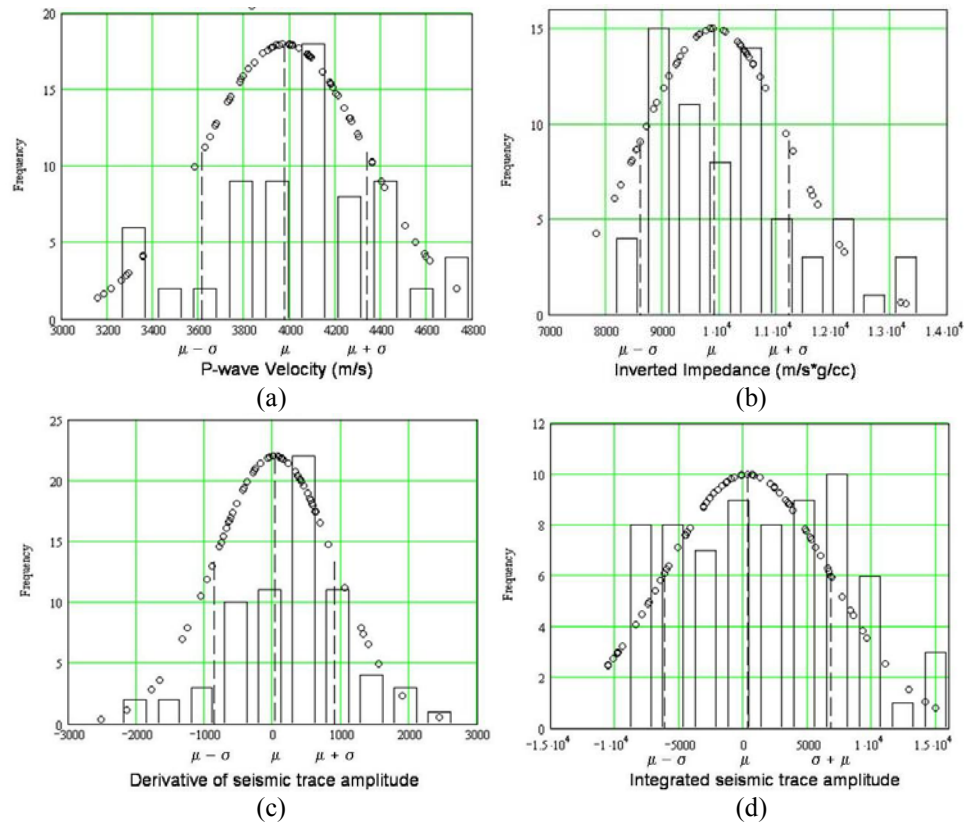 20
15
10
5
0
Frequency
3000 3200 3400 3600 3800 4000 4200 4400 4600 4800
μ − σ μ μ + σ
P-wave Velocity (m/s)
(a)
15
10
5
0
Frequency
7000 8000 9000 1·10⁴ 1.1·10⁴ 1.2·10⁴ 1.3·10⁴ 1.4·10⁴
μ − σ μ μ + σ
Inverted Impedance (m/s*g/cc)
(b)
25
20
15
10
5
0
Frequency
−3000 −2000 −1000 0 1000 2000 3000
μ − σ μ μ + σ
Derivative of seismic trace amplitude
(c)
12
10
8
6
4
2
0
Frequency
−1.5·10⁴ −1·10⁴ −5000 0 5000 1·10⁴ 1.5·10⁴
μ − σ μ σ + μ
Integrated seismic trace amplitude
(d)